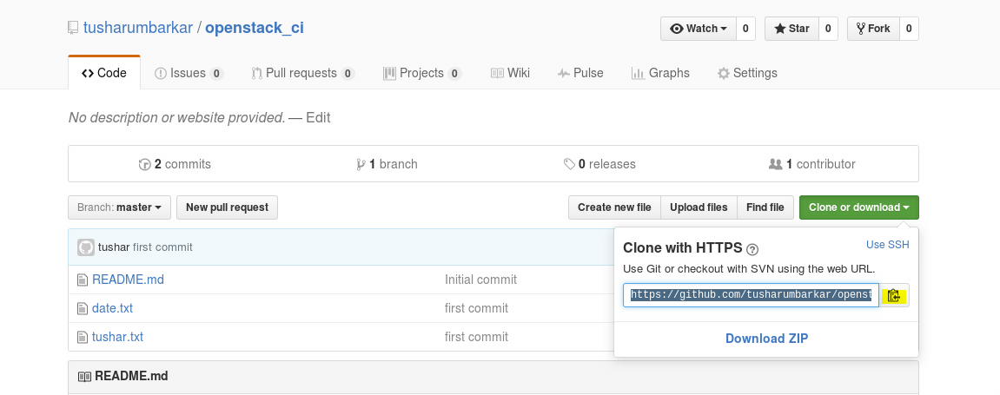 tusharumbarkar / openstack_ci
Watch 0 Star 0 Fork 0
Code Issues 0 Pull requests 0 Projects 0 Wiki Pulse Graphs Settings
No description or website provided. — Edit
2 commits 1 branch 0 releases 1 contributor
Branch: master New pull request Create new file Upload files Find file Clone or download
tushar first commit
README.md Initial commit
date.txt first commit
tushar.txt first commit
Clone with HTTPS ? Use SSH
Use Git or checkout with SVN using the web URL.
https://github.com/tusharumbarkar/openst
Download ZIP
README.md